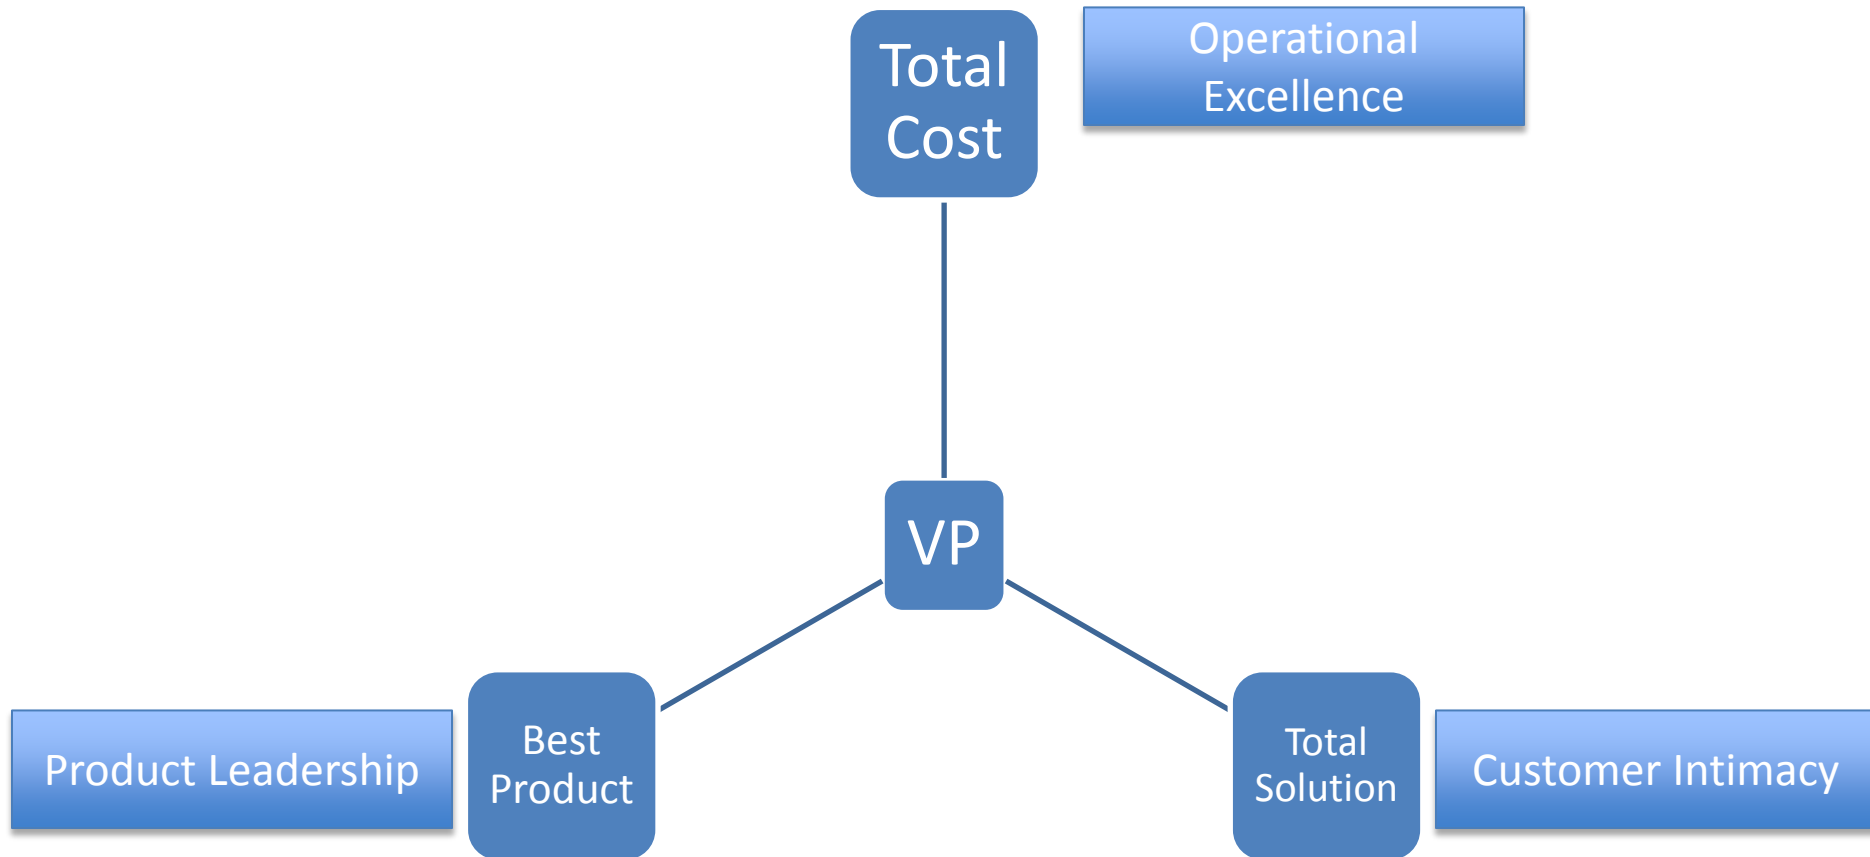 Total
Cost
Operational
Excellence
VP
Product Leadership
Best
Product
Total
Solution
Customer Intimacy